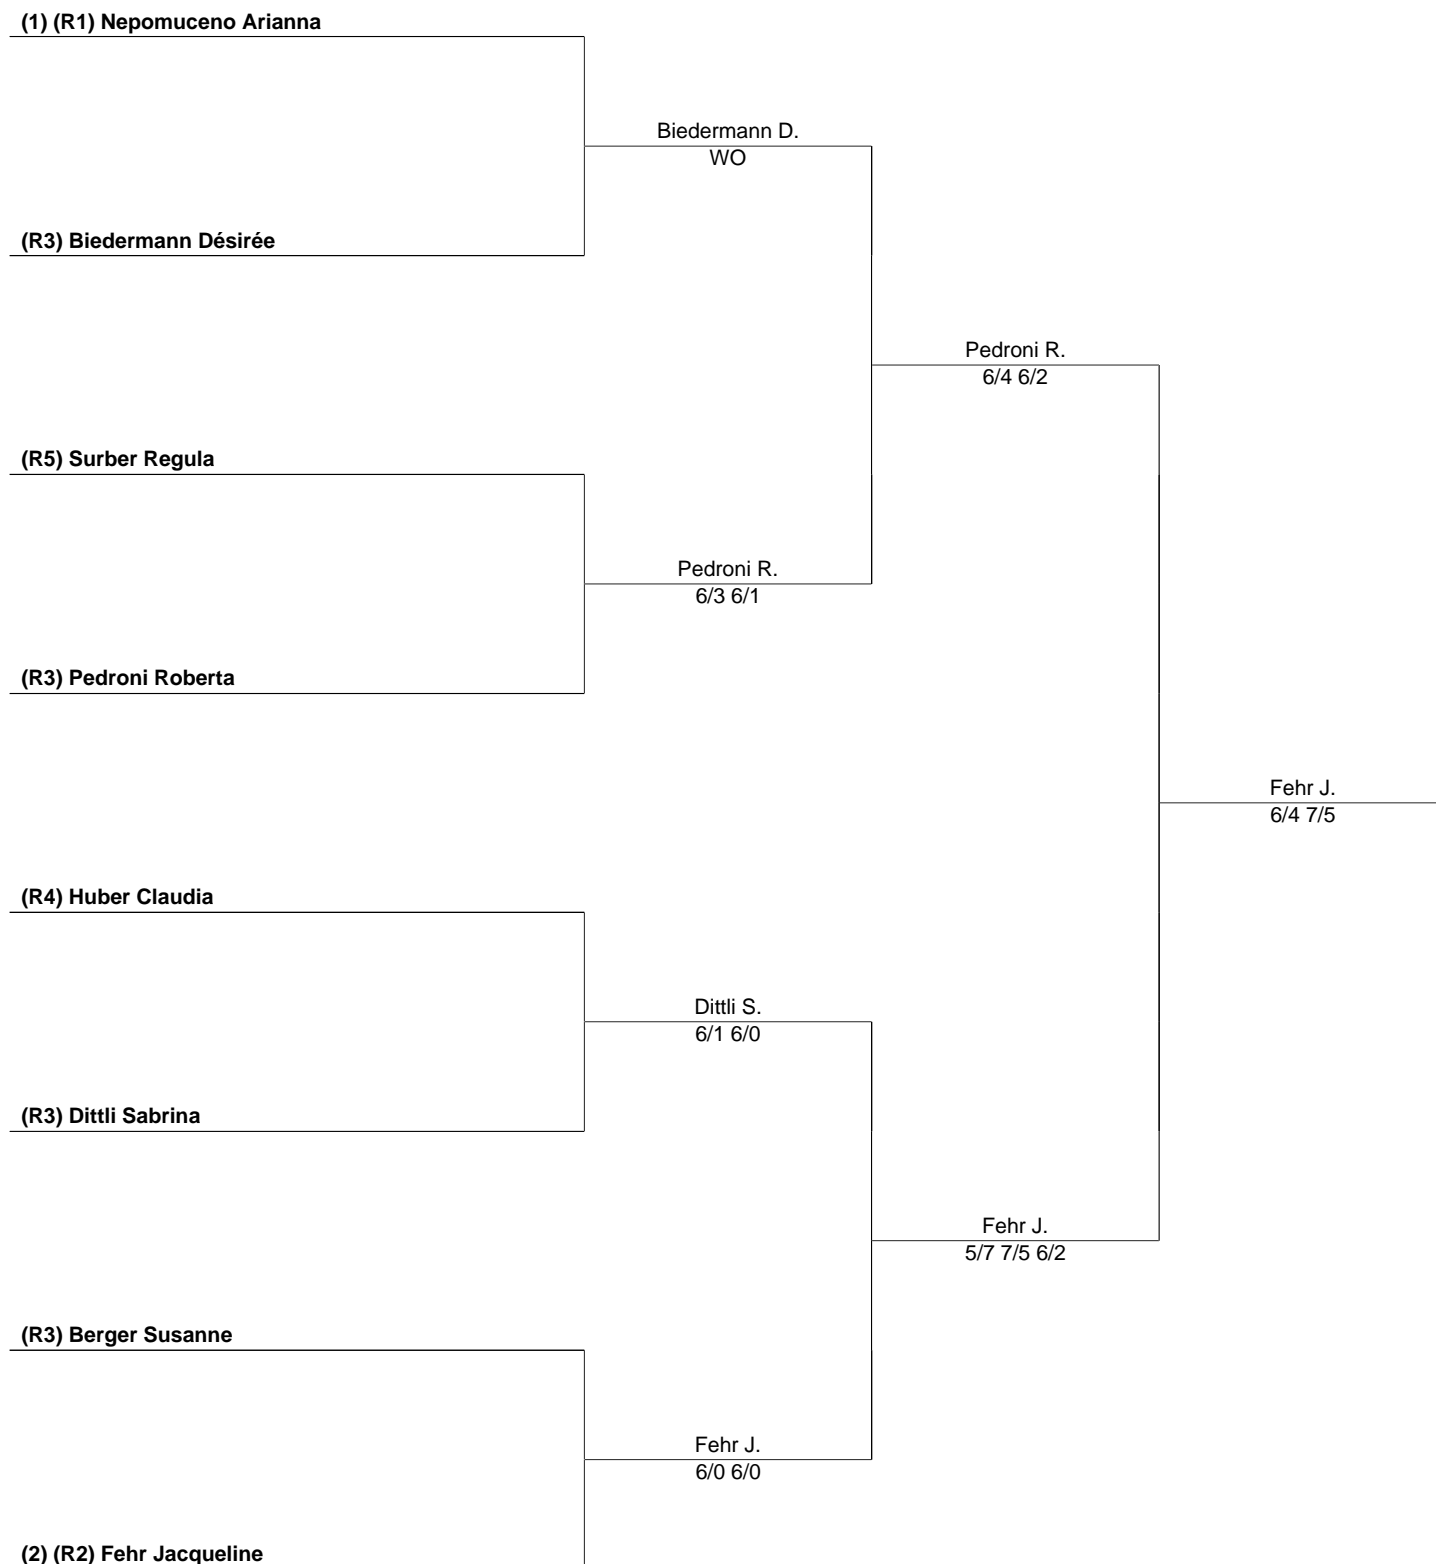 (1) (R1) Nepomuceno Arianna
Biedermann D.
WO
(R3) Biedermann Désirée
Pedroni R.
6/4 6/2
(R5) Surber Regula
Pedroni R.
6/3 6/1
(R3) Pedroni Roberta
Fehr J.
6/4 7/5
(R4) Huber Claudia
Dittli S.
6/1 6/0
(R3) Dittli Sabrina
Fehr J.
5/7 7/5 6/2
(R3) Berger Susanne
Fehr J.
6/0 6/0
(2) (R2) Fehr Jacqueline